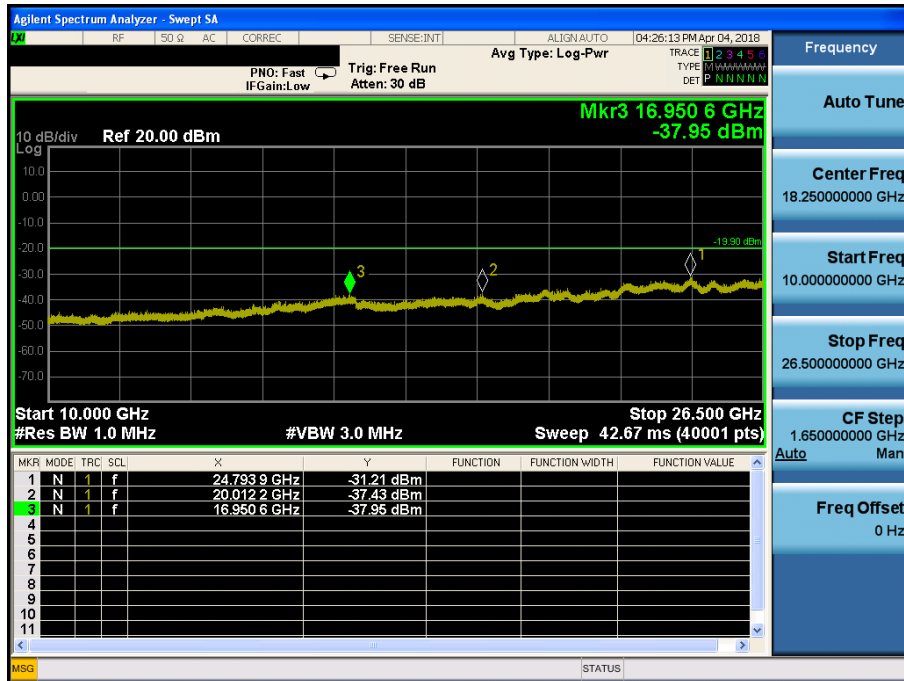 Agilent Spectrum Analyzer - Swept SA
LXI RF 50 Ω AC CORREC SENSE:INT ALIGN AUTO 04:26:13 PM Apr 04, 2018
Avg Type: Log-Pwr
TRACE 1 2 3 4 5 6
PNO: Fast Trig: Free Run
TYPE M WWWWW
IFGain:Low Atten: 30 dB
DET P N N N N N
Mkr3 16.950 6 GHz
-37.95 dBm
10 dB/div Ref 20.00 dBm
Log
10.0
0.00
-10.0
-20.0
-19.90 dBm
-30.0
-40.0
-50.0
-60.0
-70.0
1
2
3
Start 10.000 GHz Stop 26.500 GHz
#Res BW 1.0 MHz #VBW 3.0 MHz Sweep 42.67 ms (40001 pts)
MKR MODE TRC SCL X Y FUNCTION FUNCTION WIDTH FUNCTION VALUE
1 N 1 f 24.793 9 GHz -31.21 dBm
2 N 1 f 20.012 2 GHz -37.43 dBm
3 N 1 f 16.950 6 GHz -37.95 dBm
4
5
6
7
8
9
10
11
MSG STATUS
Frequency
Auto Tune
Center Freq
18.250000000 GHz
Start Freq
10.000000000 GHz
Stop Freq
26.500000000 GHz
CF Step
1.650000000 GHz
Auto Man
Freq Offset
0 Hz